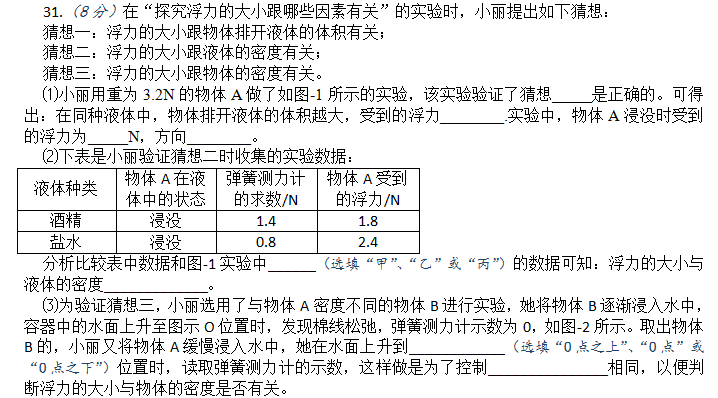 31.（8 分）在“探究浮力的大小跟哪些因素有关”的实验时，小丽提出如下猜想：
猜想一：浮力的大小跟物体排开液体的体积有关；
猜想二：浮力的大小跟液体的密度有关；
猜想三：浮力的大小跟物体的密度有关。
⑴小丽用重为 3.2N 的物体 A 做了如图-1 所示的实验，该实验验证了猜想_____是正确的。可得
出：在同种液体中，物体排开液体的体积越大，受到的浮力________.实验中，物体 A 浸没时受到
的浮力为_____N，方向________。
⑵下表是小丽验证猜想二时收集的实验数据：
液体种类 物体 A 在液体中的状态 弹簧测力计的求数/N 物体 A 受到的浮力/N
酒精 浸没 1.4 1.8
盐水 浸没 0.8 2.4
分析比较表中数据和图-1 实验中______（选填“甲”、“乙”或“丙”）的数据可知：浮力的大小与
液体的密度_____________。
⑶为验证猜想三，小丽选用了与物体 A 密度不同的物体 B 进行实验，她将物体 B 逐渐浸入水中，
容器中的水面上升至图示 O 位置时，发现棉线松弛，弹簧测力计示数为 0，如图-2 所示。取出物体
B 的，小丽又将物体 A 缓慢浸入水中，她在水面上升到____________（选填“0 点之上”、“0 点”或
“0 点之下”）位置时，读取弹簧测力计的示数，这样做是为了控制_______________相同，以便判
断浮力的大小与物体的密度是否有关。